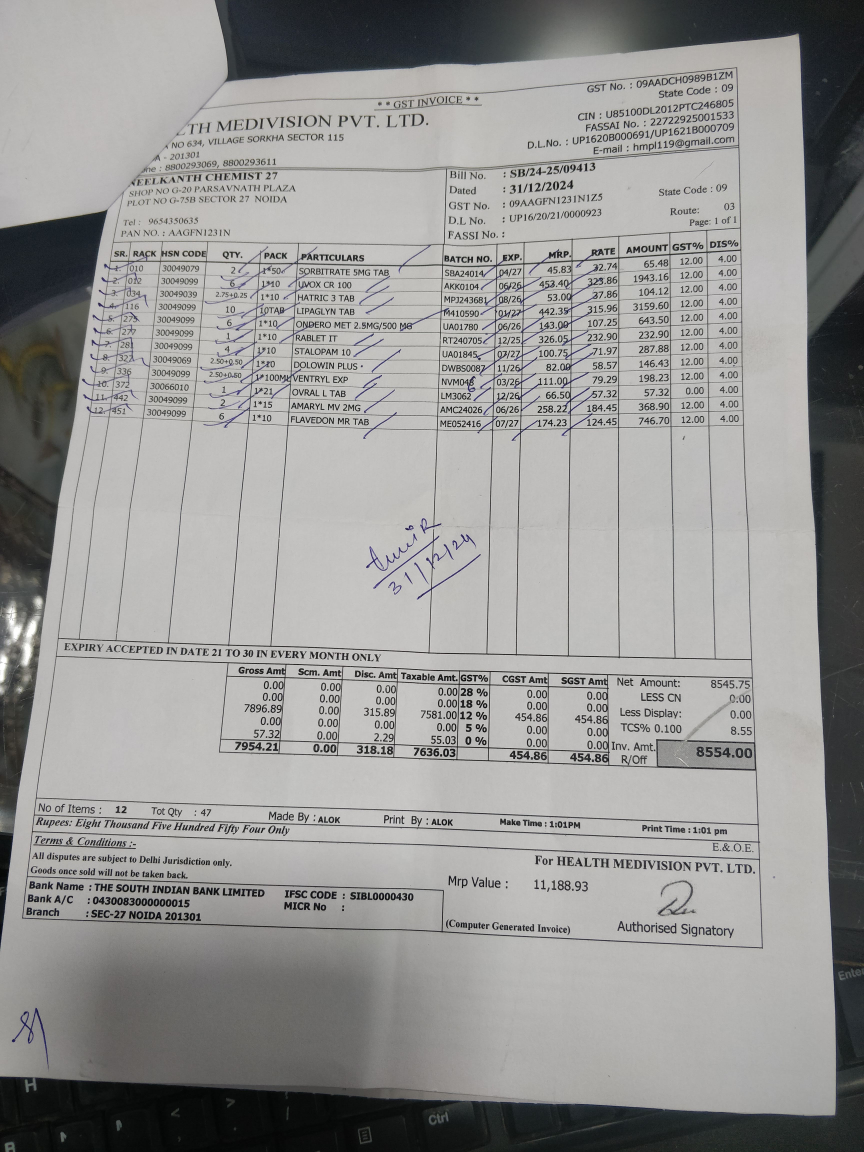 * * GST INVOICE * *
GST No. : 09AADCH0989B1ZM
State Code : 09
LTH MEDIVISION PVT. LTD.
CIN : U85100DL2012PTC246805
NO 634, VILLAGE SORKHA SECTOR 115
FASSAI No. : 22722925001533
- 201301
D.L.No. : UP1620B000691/UP1621B000709
: 8800293069, 8800293611
E-mail : hmpl119@gmail.com
NEELKANTH CHEMIST 27
SHOP NO G-20 PARSAVNATH PLAZA
PLOT NO G-75B SECTOR 27 NOIDA
Tel : 9654350635
PAN NO. : AAGFN1231N
Bill No. : SB/24-25/09413
Dated : 31/12/2024
GST No. : 09AAGFN1231N1Z5 State Code : 09
D.L No. : UP16/20/21/0000923 Route: 03
FASSI No. : Page: 1 of 1
SR. RACK HSN CODE QTY. PACK PARTICULARS BATCH NO. EXP. MRP. RATE AMOUNT GST% DIS%
1. 010 30049079 2 1*50 SORBITRATE 5MG TAB SBA24014 04/27 45.83 32.74 65.48 12.00 4.00
2. 012 30049099 6 1*10 UVOX CR 100 AKK0104 06/26 453.40 323.86 1943.16 12.00 4.00
3. 034 30049039 2.75+0.25 1*10 HATRIC 3 TAB MPJ243681 08/26 53.00 37.86 104.12 12.00 4.00
4. 116 30049099 10 10TAB LIPAGLYN TAB M410590 01/27 442.35 315.96 3159.60 12.00 4.00
5. 275 30049099 6 1*10 ONDERO MET 2.5MG/500 MG UA01780 06/26 143.00 107.25 643.50 12.00 4.00
6. 277 30049099 1 1*10 RABLET IT RT240705 12/25 326.05 232.90 232.90 12.00 4.00
7. 281 30049099 4 1*10 STALOPAM 10 UA01845 07/27 100.75 71.97 287.88 12.00 4.00
8. 327 30049069 2.50+0.50 1*10 DOLOWIN PLUS DWBS0087 11/26 82.00 58.57 146.43 12.00 4.00
9. 336 30049099 2.50+0.50 1*100ML VENTRYL EXP 03/26 111.00 79.29 198.23 12.00 4.00
10. 372 30066010 1 1*21 OVRAL L TAB LM3062 12/26 66.50 57.32 57.32 0.00 4.00
11. 442 30049099 2 1*15 AMARYL MV 2MG AMC24026 06/26 258.22 184.45 368.90 12.00 4.00
12. 451 30049099 6 1*10 FLAVEDON MR TAB ME052416 07/27 174.23 124.45 746.70 12.00 4.00
31/12/24
EXPIRY ACCEPTED IN DATE 21 TO 30 IN EVERY MONTH ONLY
Gross Amt Scm. Amt Disc. Amt Taxable Amt. GST% CGST Amt SGST Amt
0.00 0.00 0.00 0.00 28 % 0.00 0.00
0.00 0.00 0.00 0.00 18 % 0.00 0.00
7896.89 0.00 315.89 7581.00 12 % 454.86 454.86
0.00 0.00 0.00 0.00 5 % 0.00 0.00
57.32 0.00 2.29 55.03 0 % 0.00 0.00
7954.21 0.00 318.18 7636.03 454.86 454.86
Net Amount: 8545.75
LESS CN 0.00
Less Display: 0.00
TCS% 0.100 8.55
Inv. Amt. 8554.00
R/Off
No of Items : 12 Tot Qty : 47 Made By : ALOK Print By : ALOK Make Time : 1:01PM Print Time : 1:01 pm
Rupees: Eight Thousand Five Hundred Fifty Four Only
E.& O.E.
Terms & Conditions :-
All disputes are subject to Delhi Jurisdiction only.
Goods once sold will not be taken back.
For HEALTH MEDIVISION PVT. LTD.
Mrp Value : 11,188.93
Bank Name : THE SOUTH INDIAN BANK LIMITED IFSC CODE : SIBL0000430
Bank A/C : 0430083000000015 MICR No :
Branch : SEC-27 NOIDA 201301
(Computer Generated Invoice)
Authorised Signatory
H
Ctrl
Ente